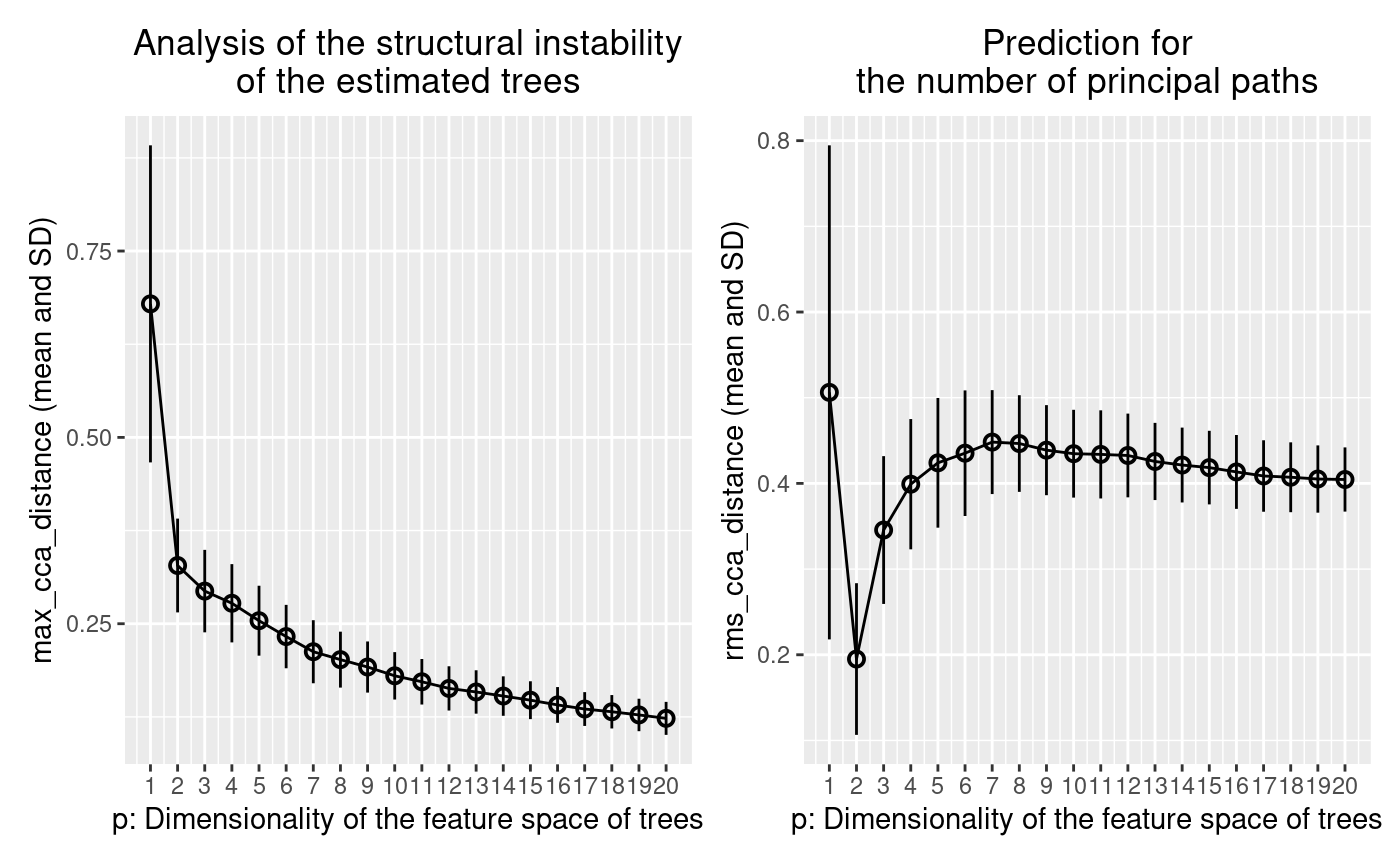 Analysis of the structural instability
of the estimated trees
max_cca_distance (mean and SD)
0.75
0.50
0.25
1 2 3 4 5 6 7 8 9 10 11 12 13 14 15 16 17 18 19 20
p: Dimensionality of the feature space of trees
Prediction for
the number of principal paths
rms_cca_distance (mean and SD)
0.8
0.6
0.4
0.2
1 2 3 4 5 6 7 8 9 10 11 12 13 14 15 16 17 18 19 20
p: Dimensionality of the feature space of trees